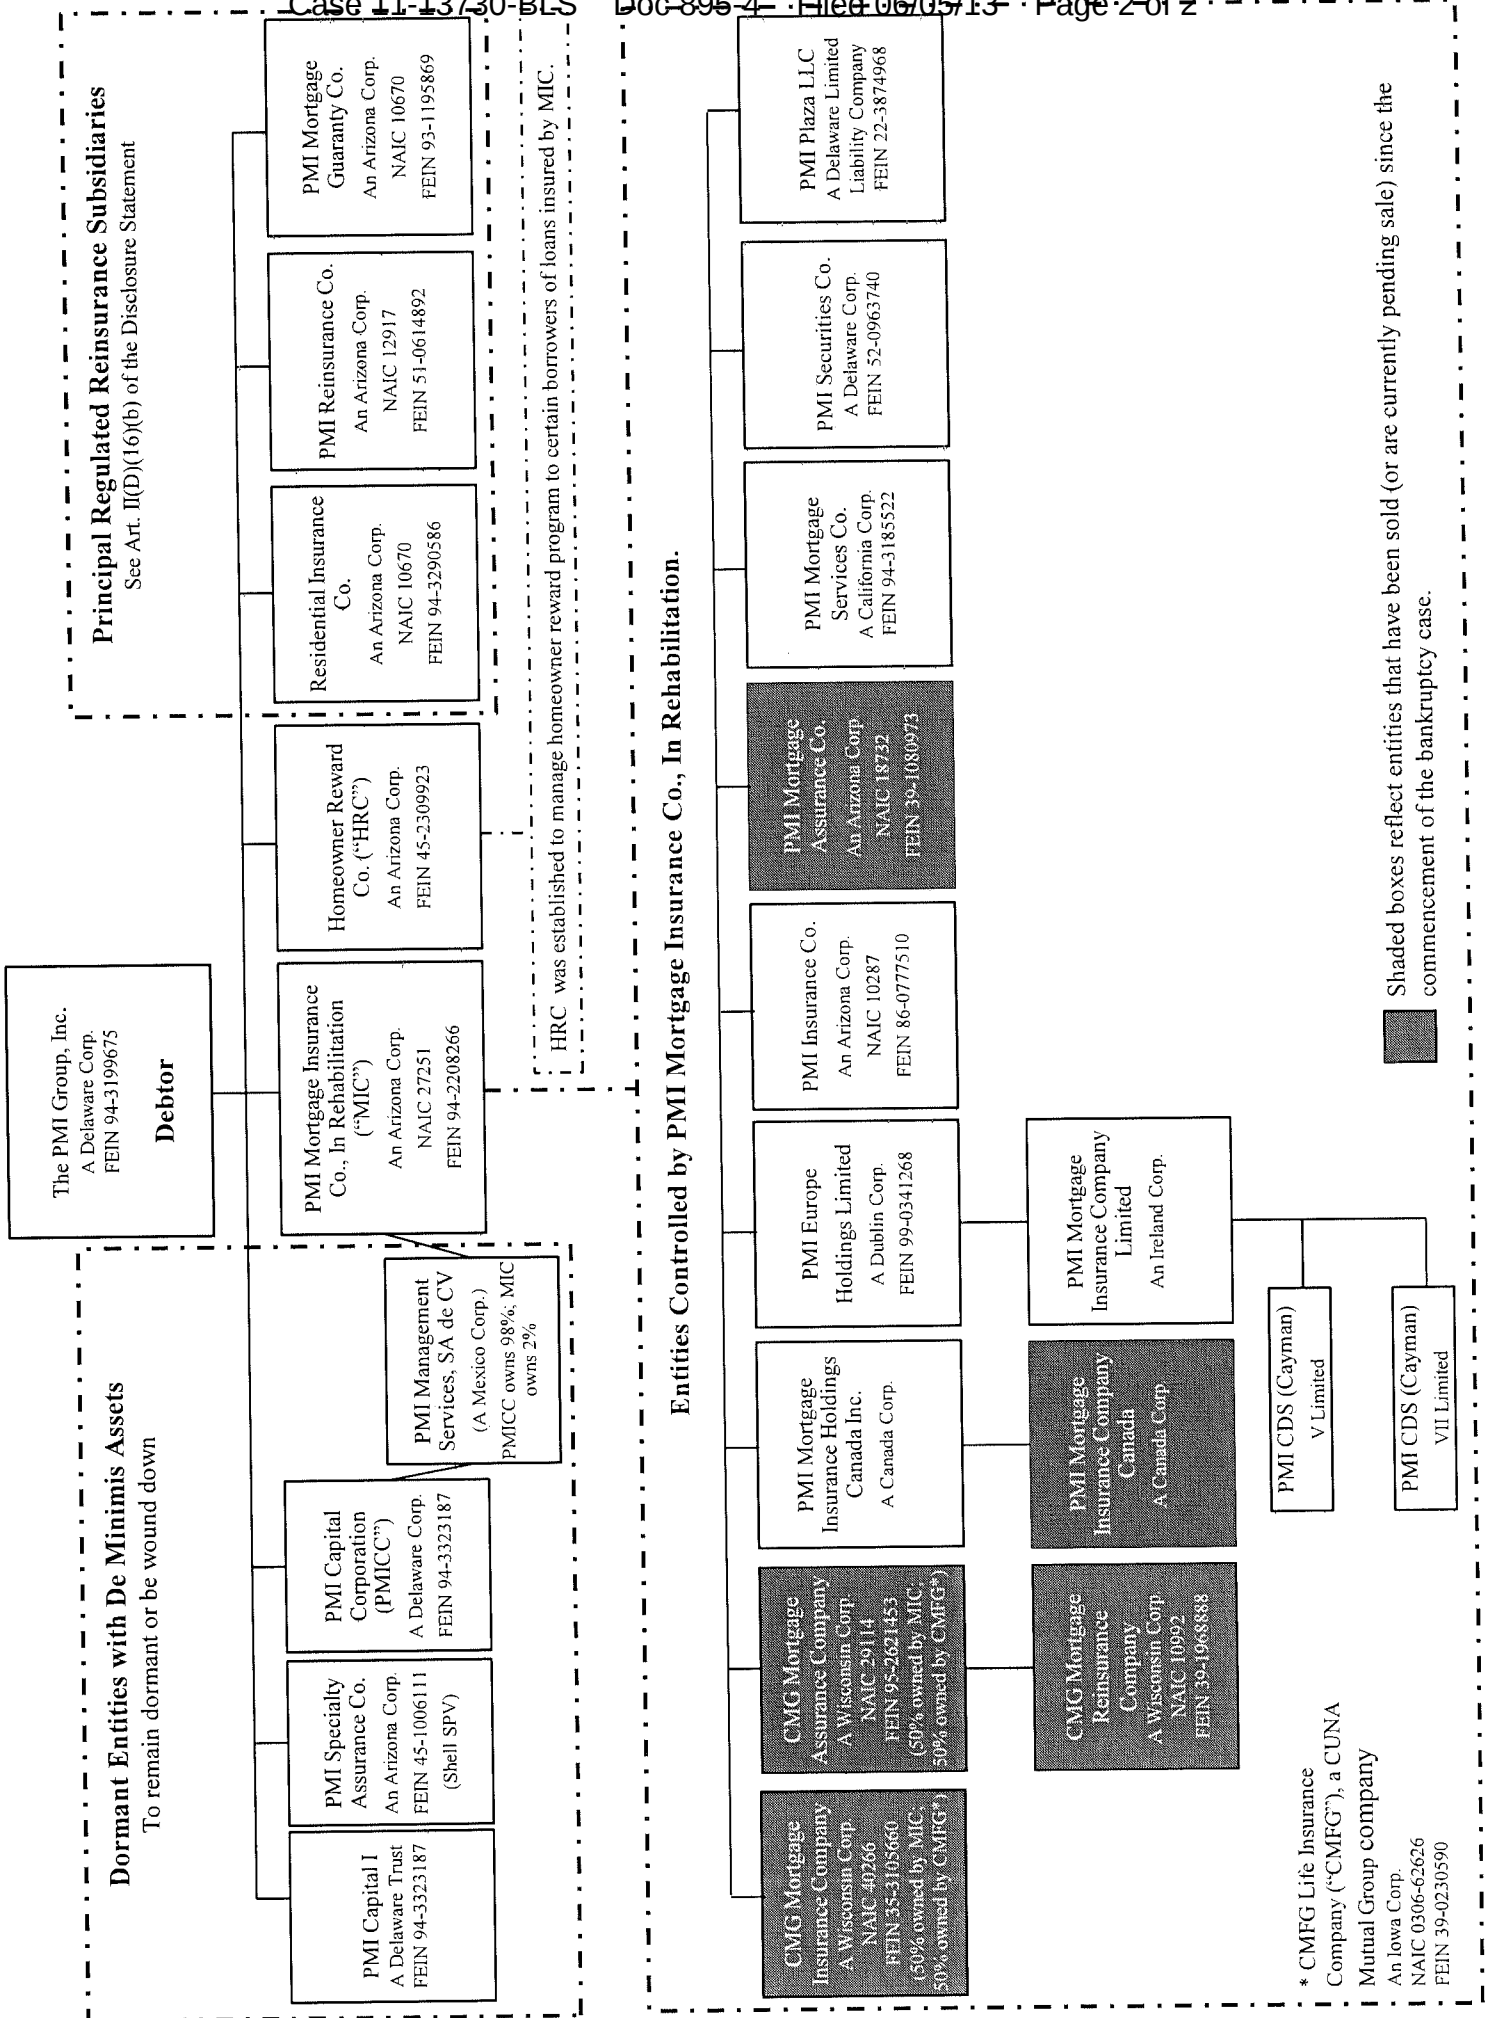 Case 11-13730-BLS Doc 895-4 Filed 06/05/13 Page 2 of 2
The PMI Group, Inc.
A Delaware Corp.
FEIN 94-3199675
Debtor
Dormant Entities with De Minimis Assets
To remain dormant or be wound down
Principal Regulated Reinsurance Subsidiaries
See Art. II(D)(16)(b) of the Disclosure Statement
PMI Capital I
A Delaware Trust
FEIN 94-3323187
PMI Specialty
Assurance Co.
An Arizona Corp.
FEIN 45-1006111
(Shell SPV)
PMI Capital
Corporation
(PMICC")
A Delaware Corp.
FEIN 94-3323187
PMI Management
Services, SA de CV
(A Mexico Corp.)
PMICC owns 98%; MIC
owns 2%
PMI Mortgage Insurance
Co., In Rehabilitation
(“MIC”)
An Arizona Corp.
NAIC 27251
FEIN 94-2208266
Homeowner Reward
Co. (“HRC”)
An Arizona Corp.
FEIN 45-2309923
Residential Insurance
Co.
An Arizona Corp.
NAIC 10670
FEIN 94-3290586
PMI Reinsurance Co.
An Arizona Corp.
NAIC 12917
FEIN 51-0614892
PMI Mortgage
Guaranty Co.
An Arizona Corp.
NAIC 10670
FEIN 93-1195869
HRC was established to manage homeowner reward program to certain borrowers of loans insured by MIC.
Entities Controlled by PMI Mortgage Insurance Co., In Rehabilitation.
CMG Mortgage
Insurance Company
A Wisconsin Corp.
NAIC 40266
FEIN 35-3105660
(50% owned by MIC;
50% owned by CMFG*)
CMG Mortgage
Assurance Company
A Wisconsin Corp.
NAIC 29114
FEIN 95-2621453
(50% owned by MIC;
50% owned by CMFG*)
PMI Mortgage
Insurance Holdings
Canada Inc.
A Canada Corp.
PMI Europe
Holdings Limited
A Dublin Corp.
FEIN 99-0341268
PMI Insurance Co.
An Arizona Corp.
NAIC 10287
FEIN 86-0777510
PMI Mortgage
Assurance Co.
An Arizona Corp
NAIC 18732
FEIN 39-1080973
PMI Mortgage
Services Co.
A California Corp.
FEIN 94-3185522
PMI Securities Co.
A Delaware Corp.
FEIN 52-0963740
PMI Plaza LLC
A Delaware Limited
Liability Company
FEIN 22-3874968
CMG Mortgage
Reinsurance
Company
A Wisconsin Corp.
NAIC 10992
FEIN 39-1968888
PMI Mortgage
Insurance Company
Canada
A Canada Corp.
PMI Mortgage
Insurance Company
Limited
An Ireland Corp.
PMI CDS (Cayman)
V Limited
PMI CDS (Cayman)
VII Limited
* CMFG Life Insurance
Company (“CMFG”), a CUNA
Mutual Group company
An Iowa Corp.
NAIC 0306-62626
FEIN 39-0230590
Shaded boxes reflect entities that have been sold (or are currently pending sale) since the
commencement of the bankruptcy case.